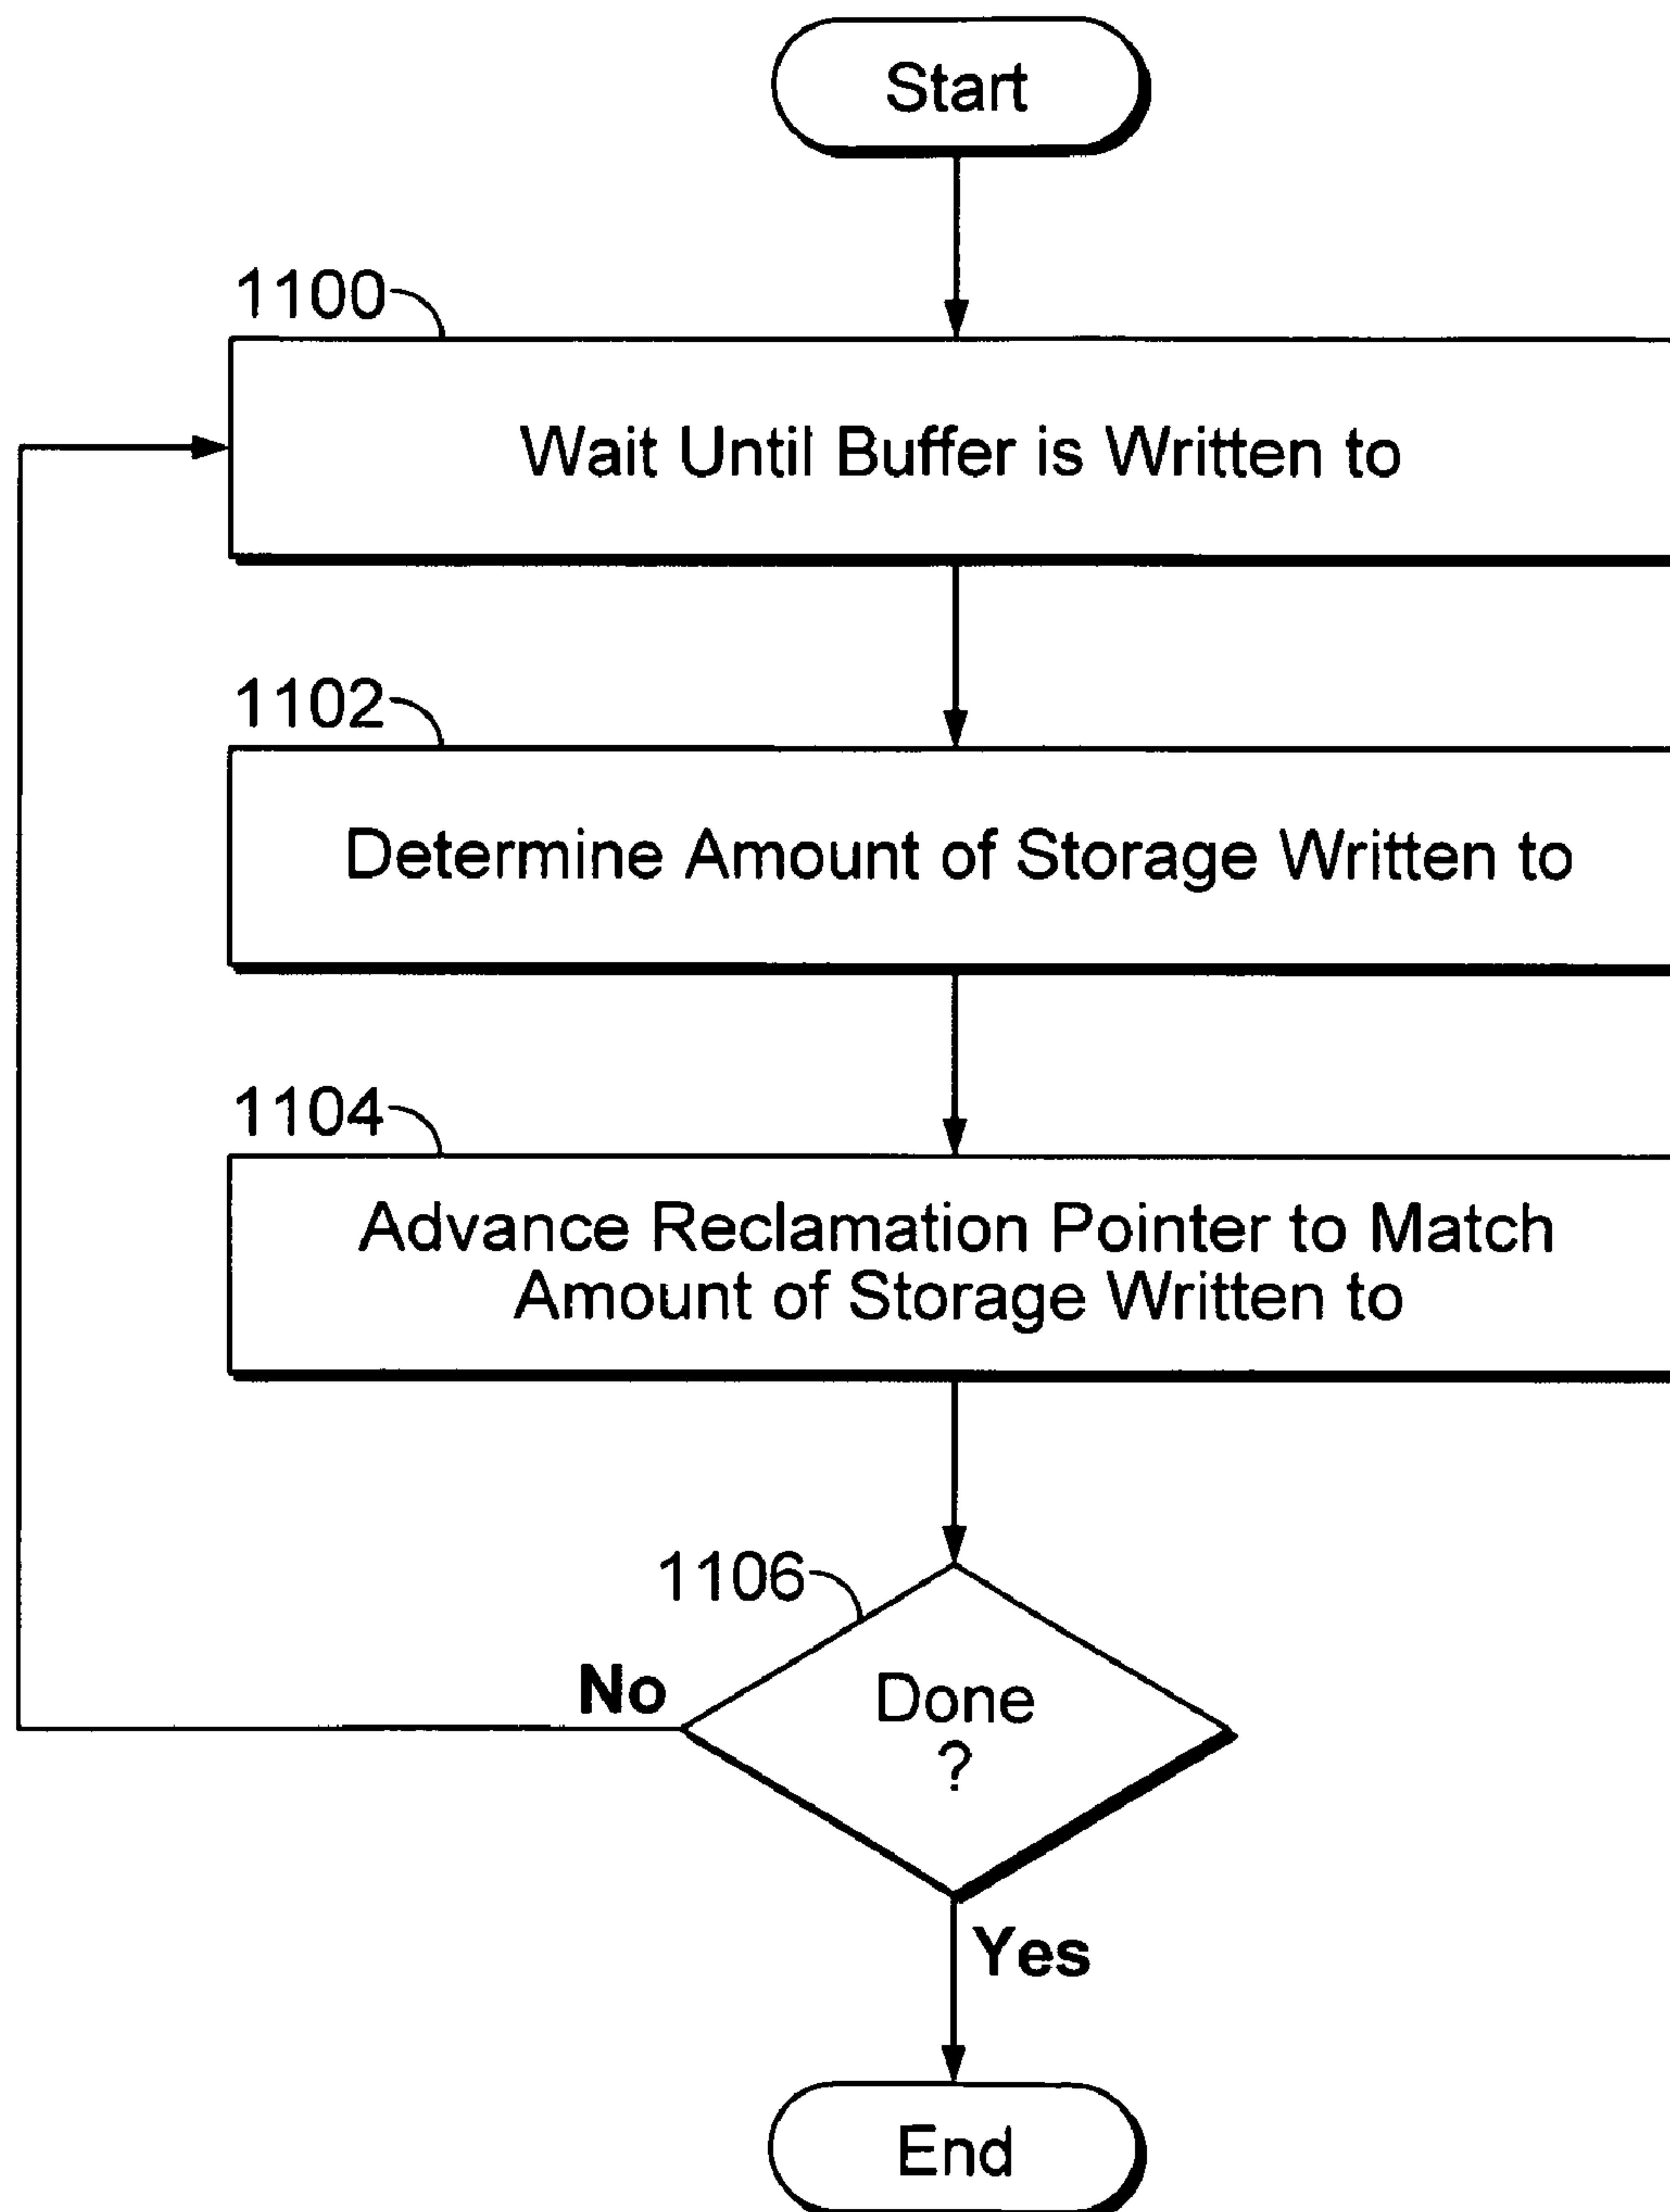 Start
1100
Wait Until Buffer is Written to
1102
Determine Amount of Storage Written to
1104
Advance Reclamation Pointer to Match
Amount of Storage Written to
1106
No
Done
?
Yes
End